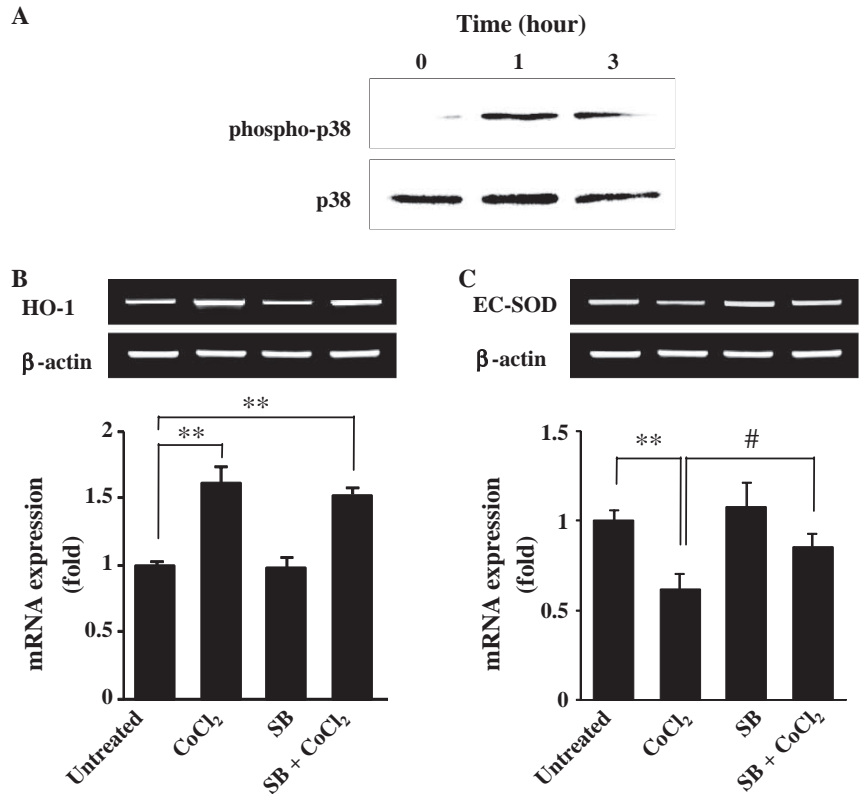 A
Time (hour)
0 1 3
phospho-p38
p38
B
HO-1
β-actin
mRNA expression
(fold)
2
1.5
1
0.5
0
**
**
Untreated
CoCl₂
SB
SB + CoCl₂
C
EC-SOD
β-actin
mRNA expression
(fold)
1.5
1
0.5
0
**
#
Untreated
CoCl₂
SB
SB + CoCl₂